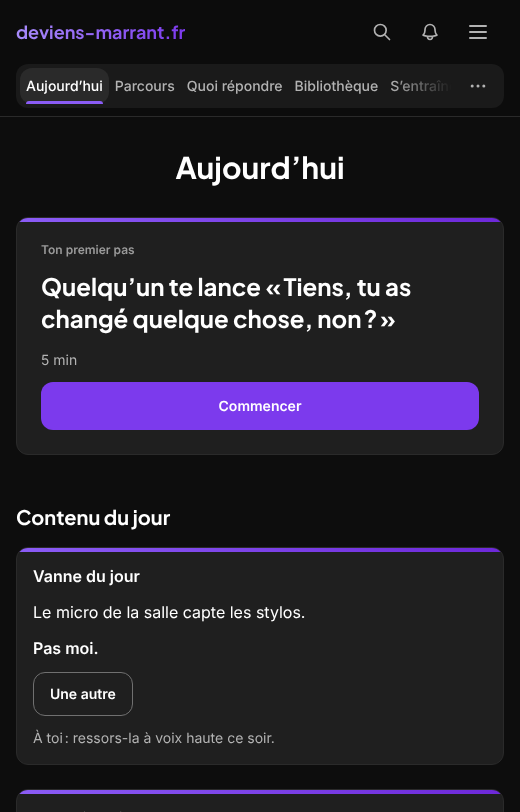 deviens-marrant.fr
Aujourd’hui Parcours Quoi répondre Bibliothèque S’entraîn
Aujourd’hui
Ton premier pas
Quelqu’un te lance « Tiens, tu as
changé quelque chose, non ? »
5 min
Commencer
Contenu du jour
Vanne du jour
Le micro de la salle capte les stylos.
Pas moi.
Une autre
À toi : ressors-la à voix haute ce soir.